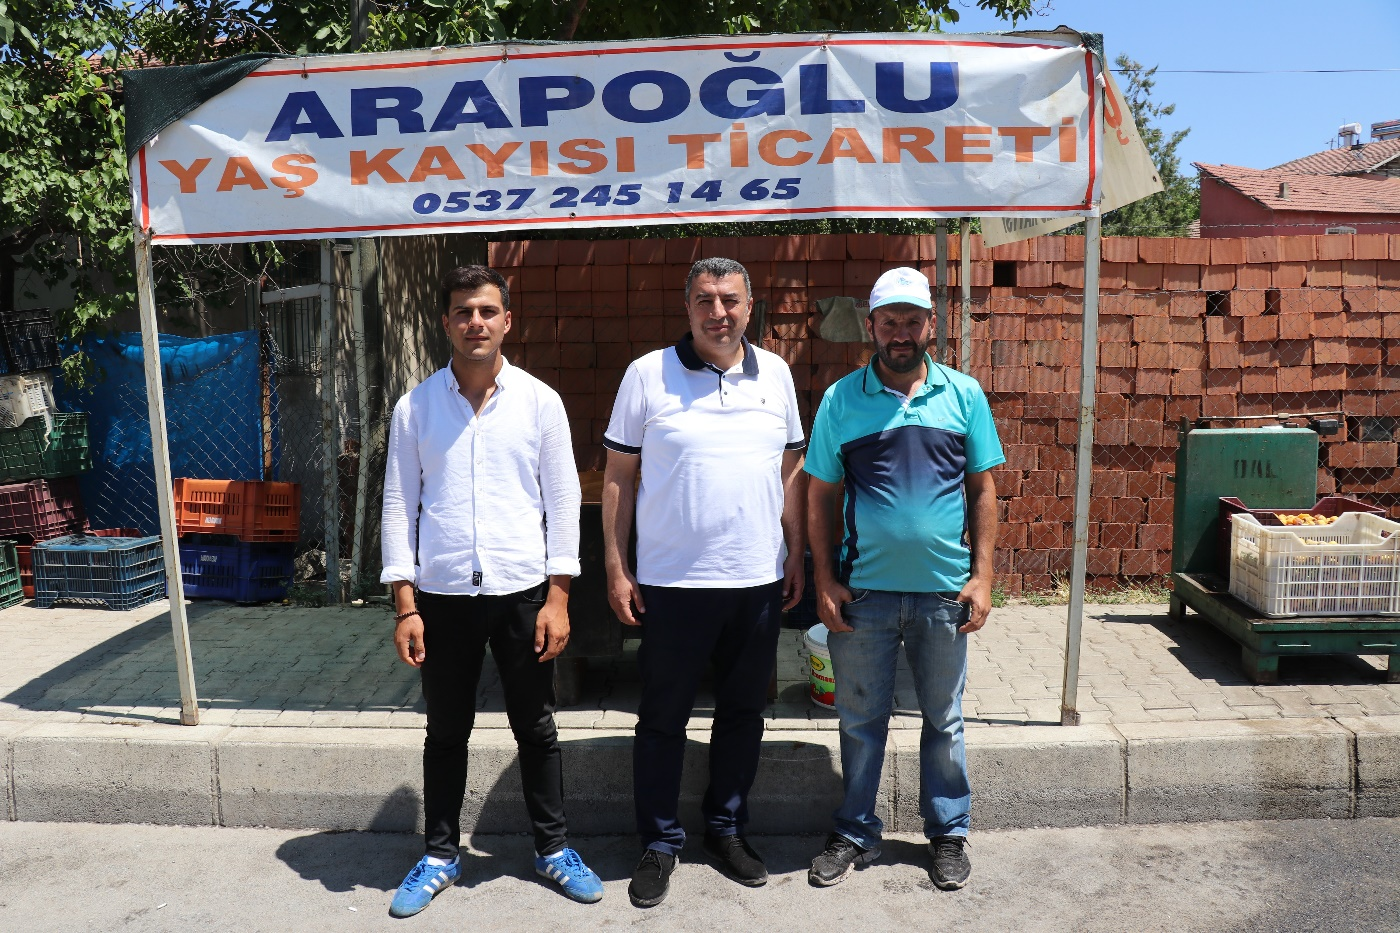 ARAPOĞLU
YAŞ KAYISI TİCARETİ
0537 245 14 65